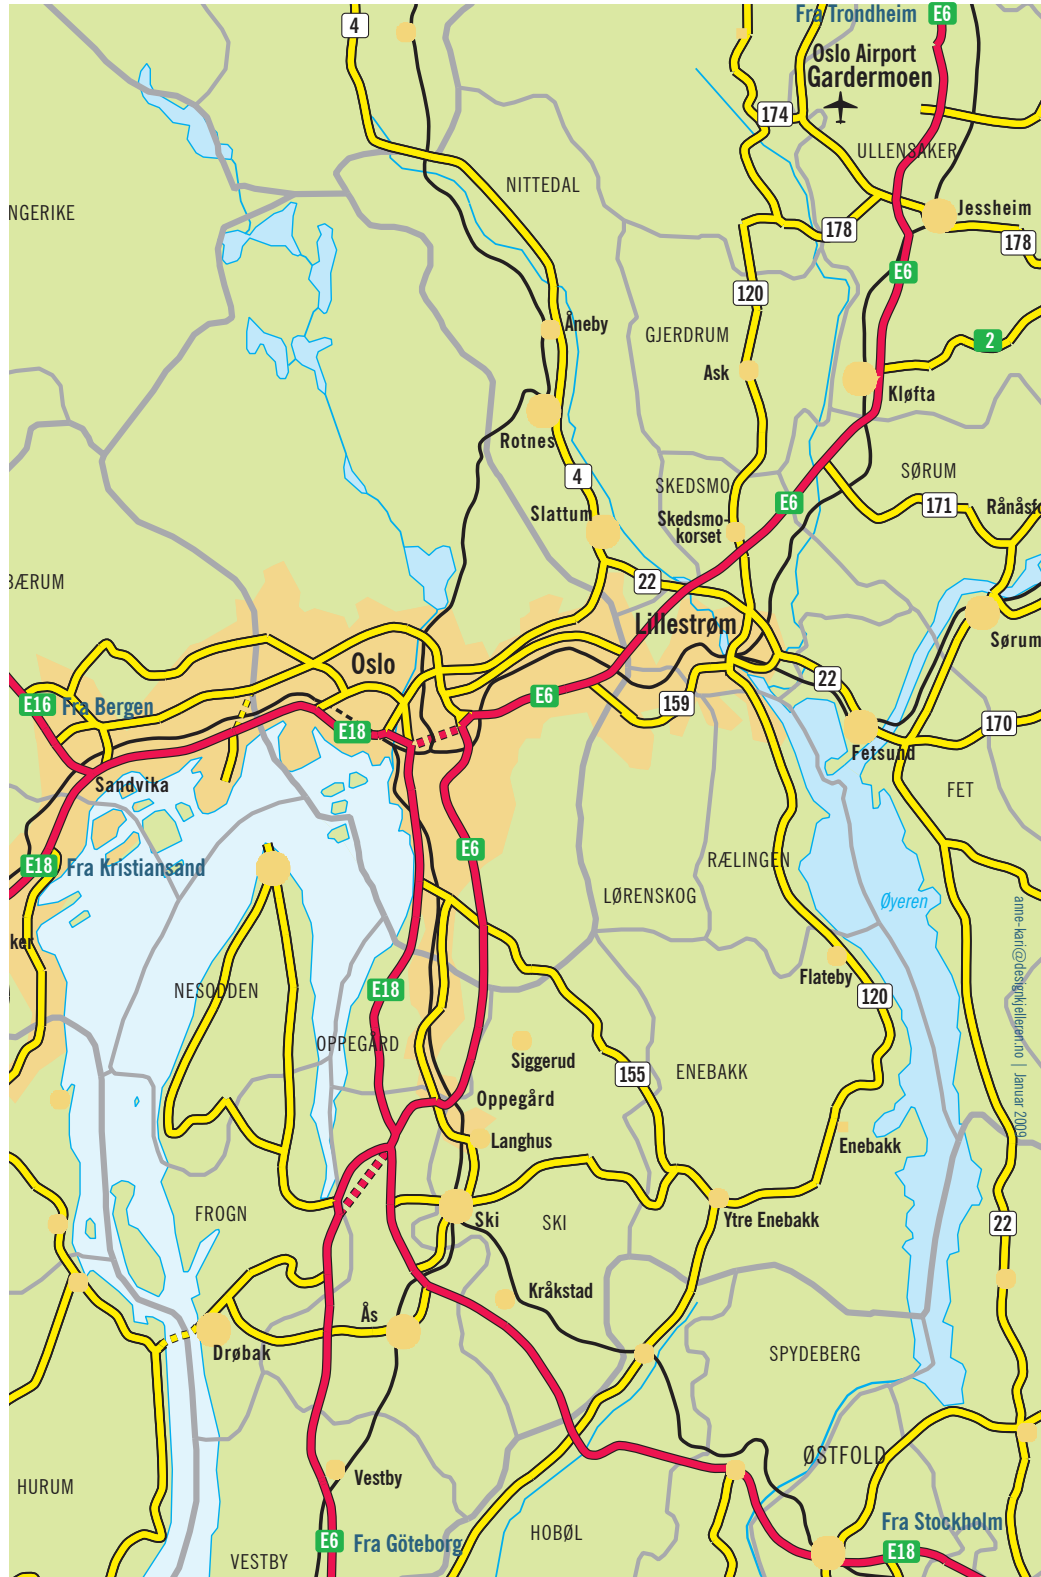 4
Fra Trondheim
E6
Oslo Airport
Gardermoen
174
ULLENSAKER
NITTEDAL
NGERIKE
Jessheim
178
178
E6
120
Åneby
GJERDRUM
2
Ask
Kløfta
Rotnes
4
SKEDSMO
SØRUM
E6
171
Rånåsfo
Slattum
Skedsmo-
korset
22
BÆRUM
Lillestrøm
Sørum
Oslo
22
E16
Fra Bergen
E6
159
170
E18
Fetsund
Sandvika
FET
E6
RÆLINGEN
E18
Fra Kristiansand
LØRENSKOG
Øyeren
ker
Flateby
NESODDEN
E18
120
OPPEGÅRD
Siggerud
155
ENEBAKK
anne-kari@designkjelleren.no | Januar 2009
Oppegård
Langhus
Enebakk
FROGN
Ski
SKI
Ytre Enebakk
22
Kråkstad
Ås
Drøbak
SPYDEBERG
ØSTFOLD
Vestby
HURUM
Fra Stockholm
E6
Fra Göteborg
HOBØL
E18
VESTBY